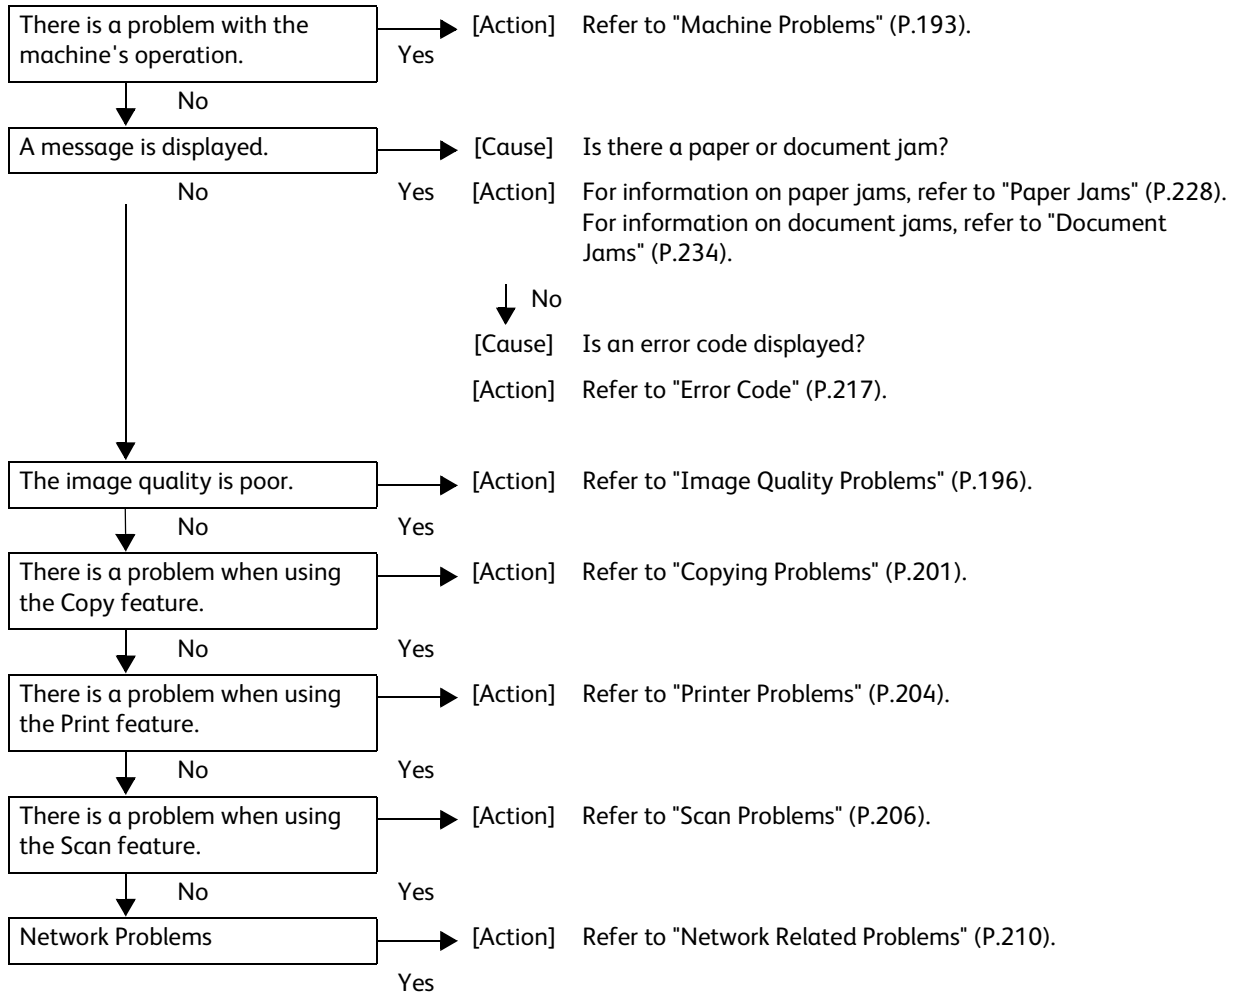 There is a problem with the
machine's operation.
[Action] Refer to "Machine Problems" (P.193).
Yes
No
A message is displayed.
[Cause] Is there a paper or document jam?
No
Yes
[Action] For information on paper jams, refer to "Paper Jams" (P.228).
For information on document jams, refer to "Document
Jams" (P.234).
No
[Cause] Is an error code displayed?
[Action] Refer to "Error Code" (P.217).
The image quality is poor.
[Action] Refer to "Image Quality Problems" (P.196).
No
Yes
There is a problem when using
the Copy feature.
[Action] Refer to "Copying Problems" (P.201).
No
Yes
There is a problem when using
the Print feature.
[Action] Refer to "Printer Problems" (P.204).
No
Yes
There is a problem when using
the Scan feature.
[Action] Refer to "Scan Problems" (P.206).
No
Yes
Network Problems
[Action] Refer to "Network Related Problems" (P.210).
Yes